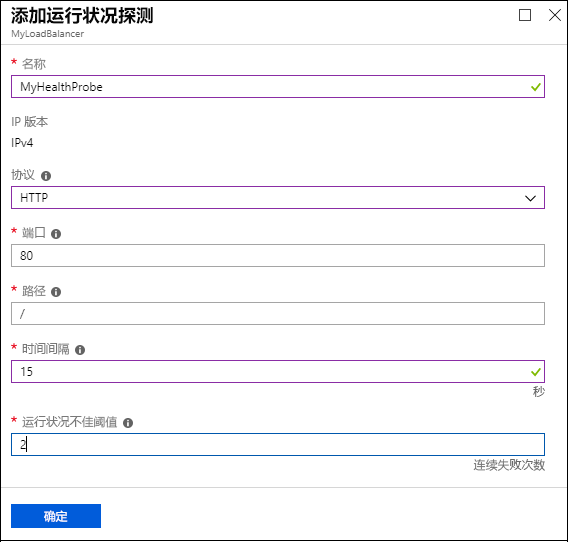 添加运行状况探测
MyLoadBalancer
* 名称
MyHealthProbe
IP 版本
IPv4
协议
HTTP
* 端口
80
* 路径
/
* 时间间隔
15
秒
* 运行状况不佳阈值
2
连续失败次数
确定